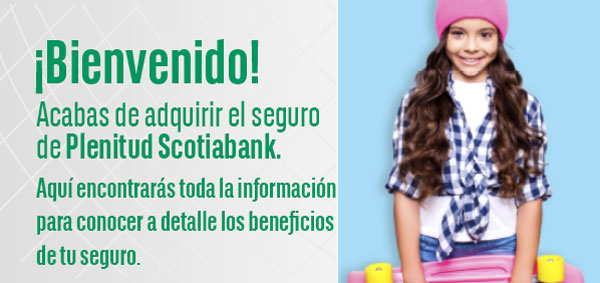 ¡Bienvenido!
Acabas de adquirir el seguro
de Plenitud Scotiabank.
Aquí encontrarás toda la información
para conocer a detalle los beneficios
de tu seguro.